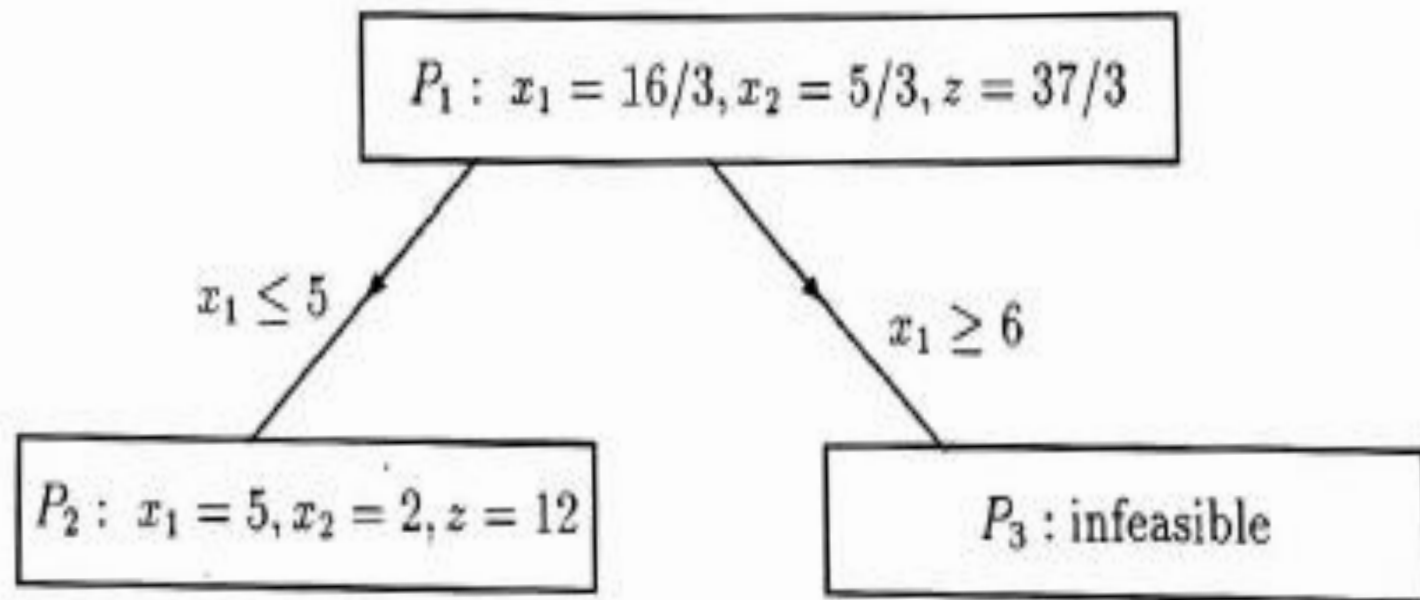 P₁ : x₁ = 16/3, x₂ = 5/3, z = 37/3
x₁ ≤ 5
x₁ ≥ 6
P₂ : x₁ = 5, x₂ = 2, z = 12
P₃ : infeasible